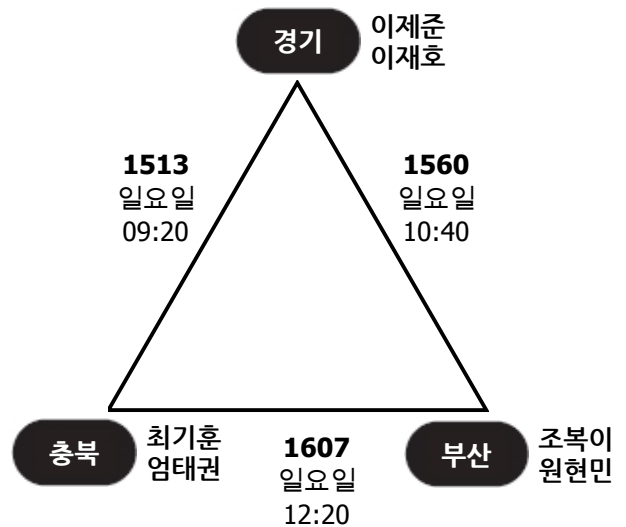 경기
이제준
이재호
1513
일요일
09:20
1560
일요일
10:40
충북
최기훈
엄태권
1607
일요일
12:20
부산
조복이
원현민